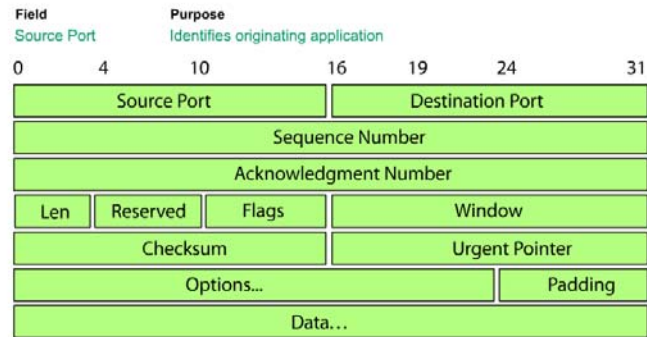 Field Purpose
Source Port Identifies originating application
0 4 10 16 19 24 31
Source Port Destination Port
Sequence Number
Acknowledgment Number
Len Reserved Flags Window
Checksum Urgent Pointer
Options... Padding
Data...